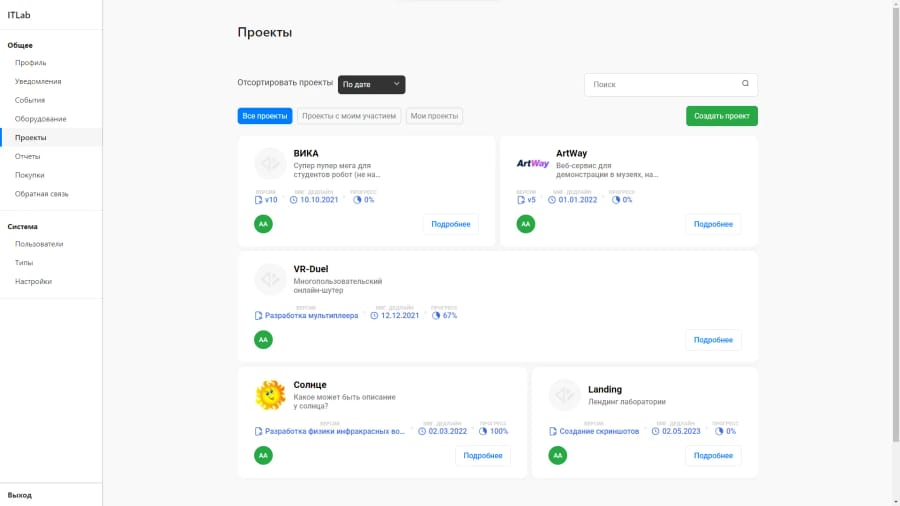 ITLab
Общее
Профиль
Уведомления
События
Оборудование
Проекты
Отчеты
Покупки
Обратная связь
Система
Пользователи
Типы
Настройки
Выход
Проекты
Отсортировать проекты
По дате
Поиск
Все проекты
Проекты с моим участием
Мои проекты
Создать проект
ВИКА
Супер пупер мега для
студентов робот (не на...
ВЕРСИЯ
ДЕДЛАЙН
ПРОГРЕСС
v10
10.10.2021
0%
AA
Подробнее
ArtWay
ArtWay
Веб-сервис для
демонстрации в музеях, на...
ВЕРСИЯ
ДЕДЛАЙН
ПРОГРЕСС
v5
01.01.2022
0%
AA
Подробнее
VR-Duel
Многопользовательский
онлайн-шутер
ВЕРСИЯ
ДЕДЛАЙН
ПРОГРЕСС
Разработка мультиплеера
12.12.2021
67%
AA
Подробнее
Солнце
Какое может быть описание
у солнца?
ВЕРСИЯ
ДЕДЛАЙН
ПРОГРЕСС
Разработка физики инфракрасных во...
02.03.2022
100%
AA
Подробнее
Landing
Лендинг лаборатории
ВЕРСИЯ
ДЕДЛАЙН
ПРОГРЕСС
Создание скриншотов
02.05.2023
0%
AA
Подробнее